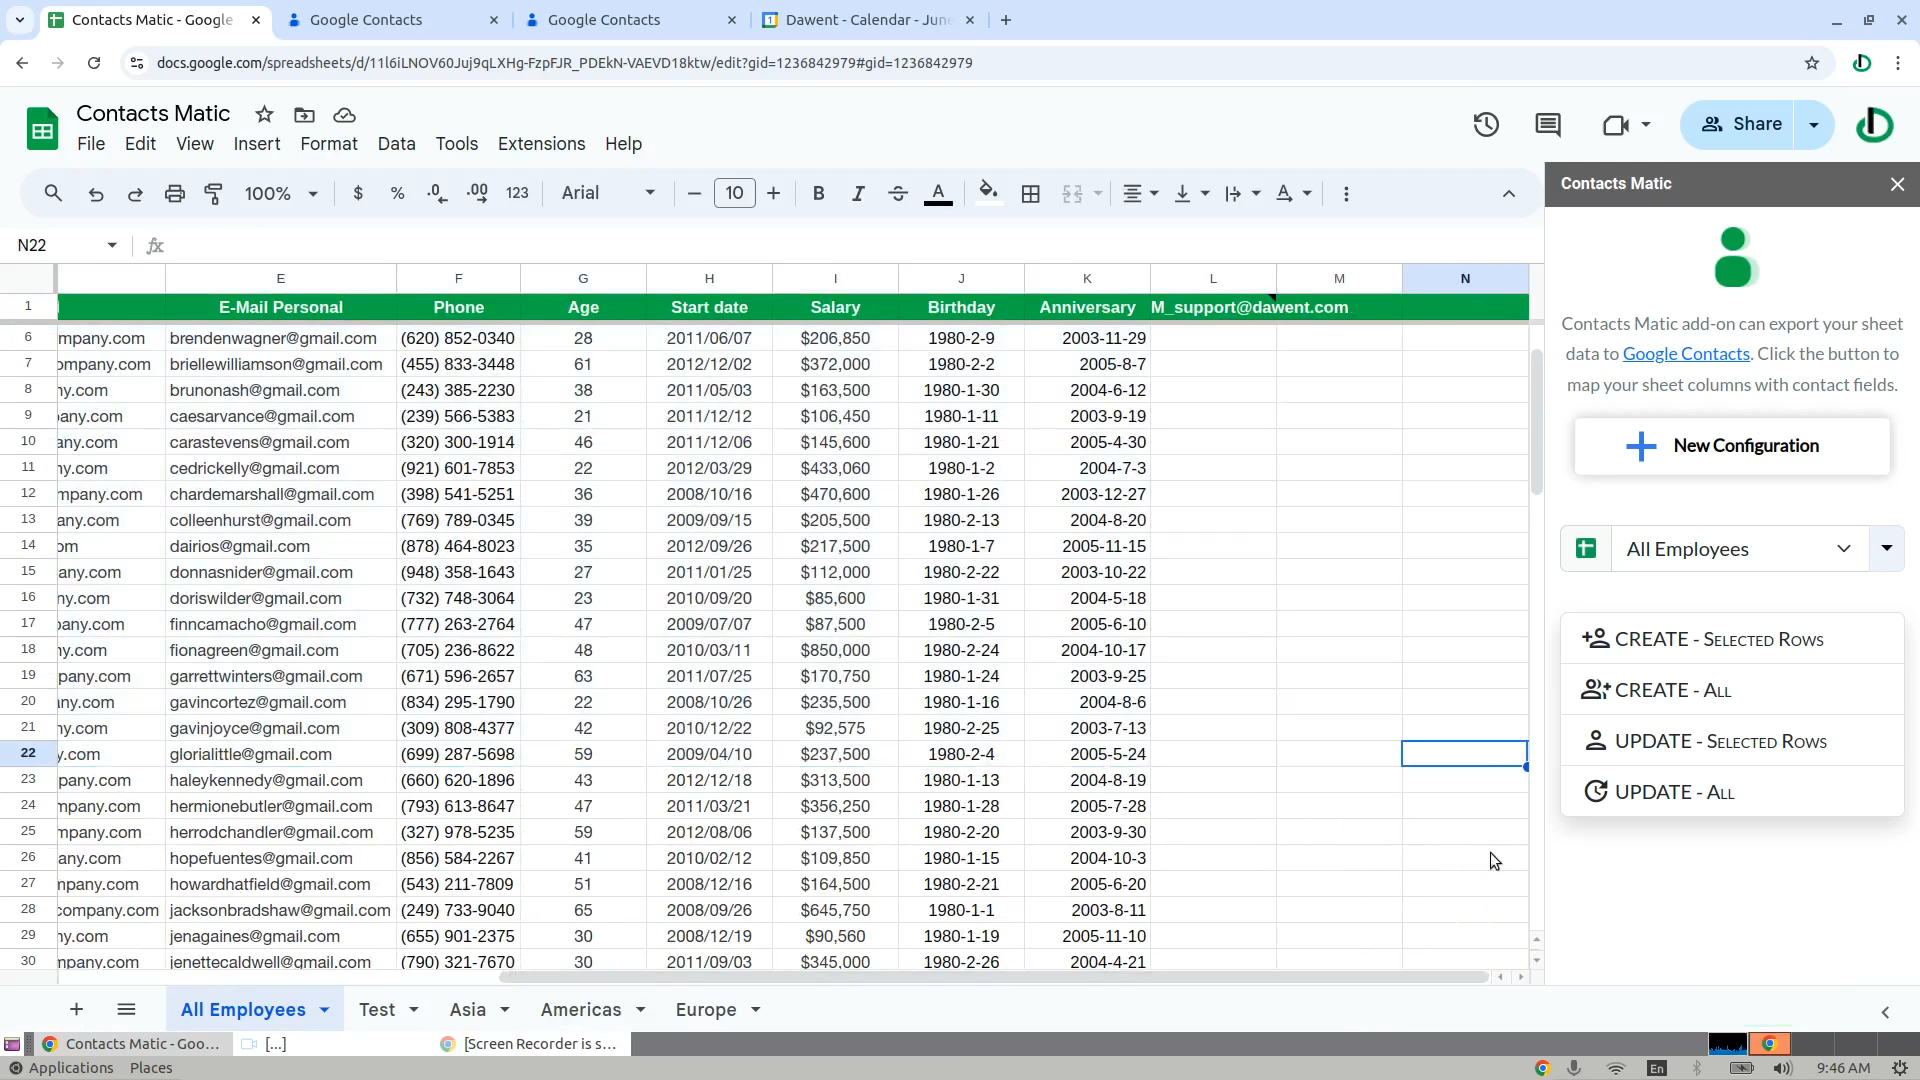 Contacts Matic - Google
Google Contacts
Google Contacts
Dawent - Calendar - June
docs.google.com/spreadsheets/d/11l6iLNOV60Juj9qLXHg-FzpFJR_PDEkN-VAEVD18ktw/edit?gid=1236842979#gid=1236842979
Contacts Matic
File Edit View Insert Format Data Tools Extensions Help
Share
100% $ % .0 .00 123 Arial 10 B I A A
Contacts Matic
N22 fx
E F G H I J K L M N
1 E-Mail Personal Phone Age Start date Salary Birthday Anniversary M_support@dawent.com
6 mpany.com brendenwagner@gmail.com (620) 852-0340 28 2011/06/07 $206,850 1980-2-9 2003-11-29
7 ompany.com briellewilliamson@gmail.com (455) 833-3448 61 2012/12/02 $372,000 1980-2-2 2005-8-7
8 ny.com brunonash@gmail.com (243) 385-2230 38 2011/05/03 $163,500 1980-1-30 2004-6-12
9 pany.com caesarvance@gmail.com (239) 566-5383 21 2011/12/12 $106,450 1980-1-11 2003-9-19
10 any.com carastevens@gmail.com (320) 300-1914 46 2011/12/06 $145,600 1980-1-21 2005-4-30
11 ny.com cedrickelly@gmail.com (921) 601-7853 22 2012/03/29 $433,060 1980-1-2 2004-7-3
12 mpany.com chardemarshall@gmail.com (398) 541-5251 36 2008/10/16 $470,600 1980-1-26 2003-12-27
13 any.com colleenhurst@gmail.com (769) 789-0345 39 2009/09/15 $205,500 1980-2-13 2004-8-20
14 om dairios@gmail.com (878) 464-8023 35 2012/09/26 $217,500 1980-1-7 2005-11-15
15 any.com donnasnider@gmail.com (948) 358-1643 27 2011/01/25 $112,000 1980-2-22 2003-10-22
16 ny.com doriswilder@gmail.com (732) 748-3064 23 2010/09/20 $85,600 1980-1-31 2004-5-18
17 pany.com finncamacho@gmail.com (777) 263-2764 47 2009/07/07 $87,500 1980-2-5 2005-6-10
18 ny.com fionagreen@gmail.com (705) 236-8622 48 2010/03/11 $850,000 1980-2-24 2004-10-17
19 pany.com garrettwinters@gmail.com (671) 596-2657 63 2011/07/25 $170,750 1980-1-24 2003-9-25
20 any.com gavincortez@gmail.com (834) 295-1790 22 2008/10/26 $235,500 1980-1-16 2004-8-6
21 ny.com gavinjoyce@gmail.com (309) 808-4377 42 2010/12/22 $92,575 1980-2-25 2003-7-13
22 y.com glorialittle@gmail.com (699) 287-5698 59 2009/04/10 $237,500 1980-2-4 2005-5-24
23 pany.com haleykennedy@gmail.com (660) 620-1896 43 2012/12/18 $313,500 1980-1-13 2004-8-19
24 mpany.com hermionebutler@gmail.com (793) 613-8647 47 2011/03/21 $356,250 1980-1-28 2005-7-28
25 mpany.com herrodchandler@gmail.com (327) 978-5235 59 2012/08/06 $137,500 1980-2-20 2003-9-30
26 any.com hopefuentes@gmail.com (856) 584-2267 41 2010/02/12 $109,850 1980-1-15 2004-10-3
27 mpany.com howardhatfield@gmail.com (543) 211-7809 51 2008/12/16 $164,500 1980-2-21 2005-6-20
28 company.com jacksonbradshaw@gmail.com (249) 733-9040 65 2008/09/26 $645,750 1980-1-1 2003-8-11
29 ny.com jenagaines@gmail.com (655) 901-2375 30 2008/12/19 $90,560 1980-1-19 2005-11-10
30 mpany.com jenettecaldwell@gmail.com (790) 321-7670 30 2011/09/03 $345,000 1980-2-26 2004-4-21
Contacts Matic add-on can export your sheet
data to Google Contacts. Click the button to
map your sheet columns with contact fields.
New Configuration
All Employees
CREATE - SELECTED ROWS
CREATE - ALL
UPDATE - SELECTED ROWS
UPDATE - ALL
All Employees Test Asia Americas Europe
Contacts Matic - Goo... [...] [Screen Recorder is s...
Applications Places En 9:46 AM